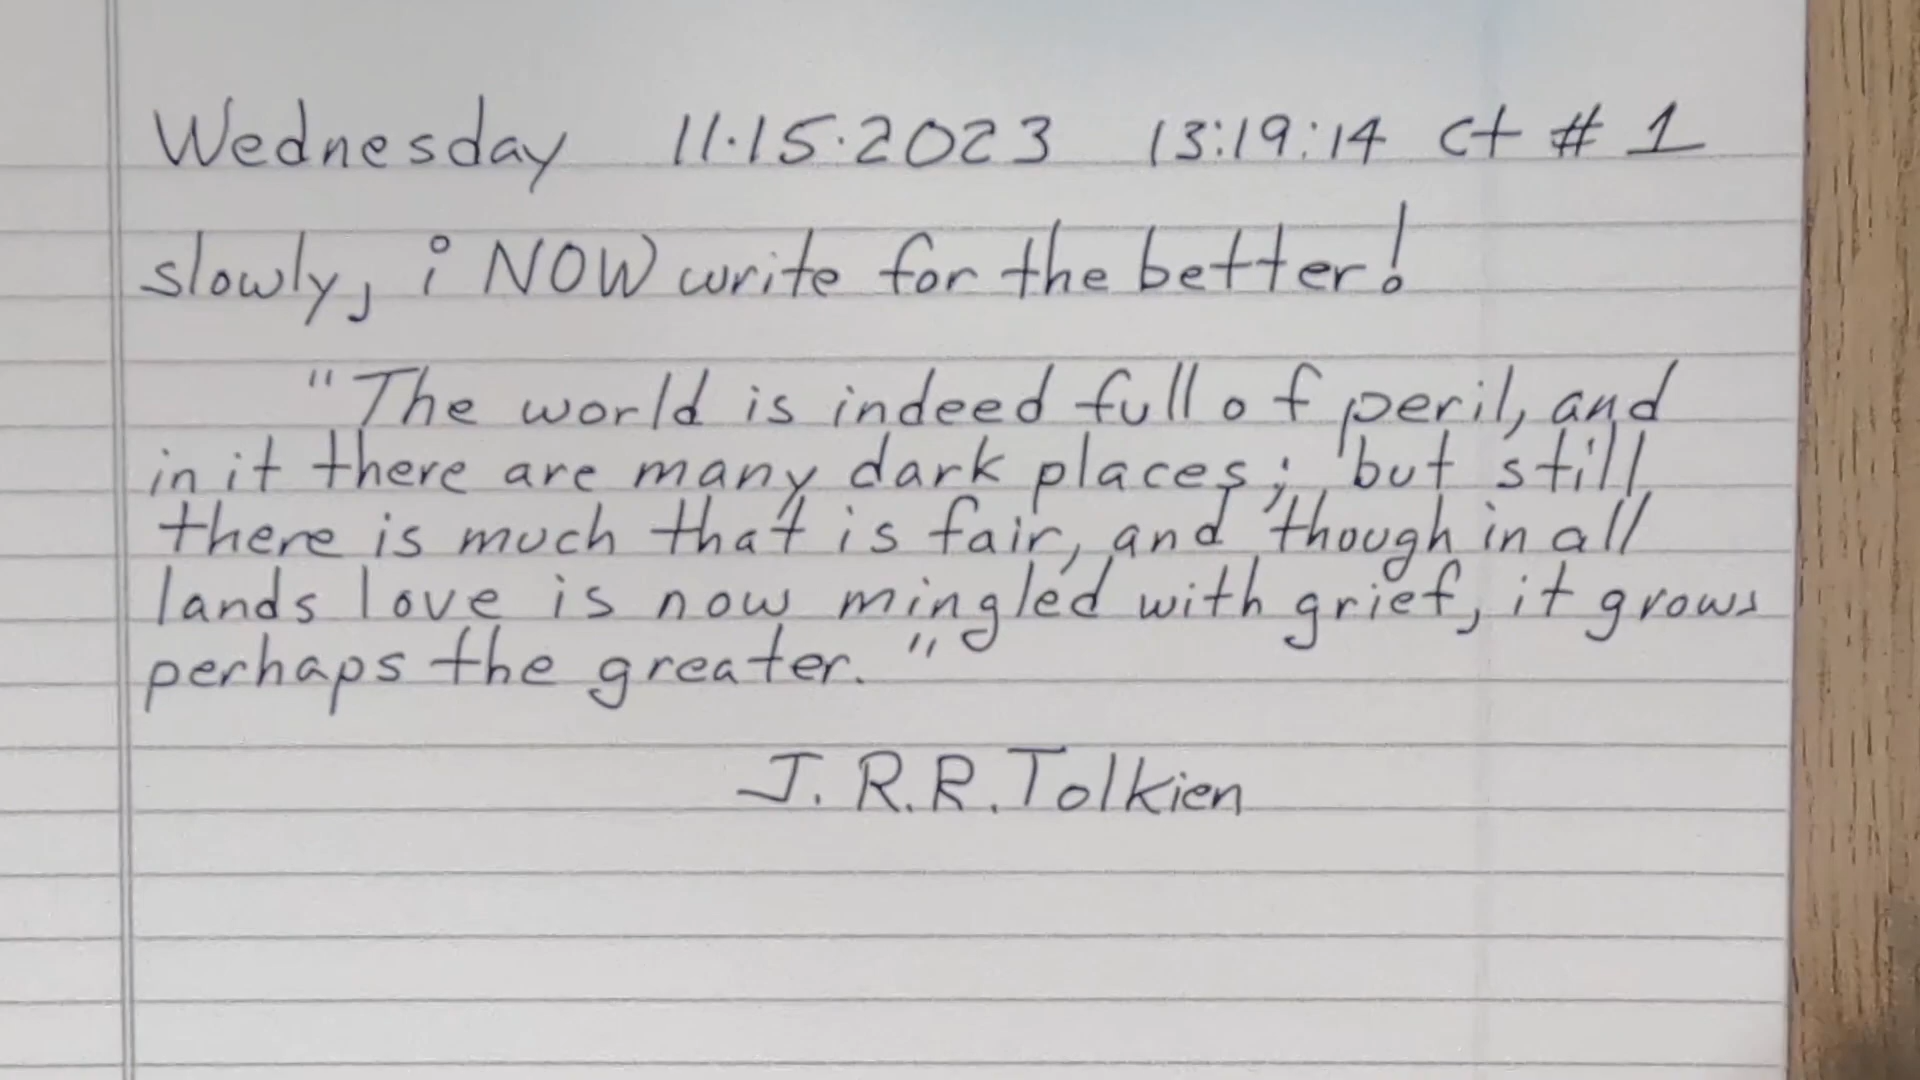 Wednesday 11.15.2023 13:19:14 ct # 1
slowly, i NOW write for the better!
"The world is indeed full of peril, and
in it there are many dark places; but still
there is much that is fair, and though in all
lands love is now mingled with grief, it grows
perhaps the greater."
J.R.R.Tolkien